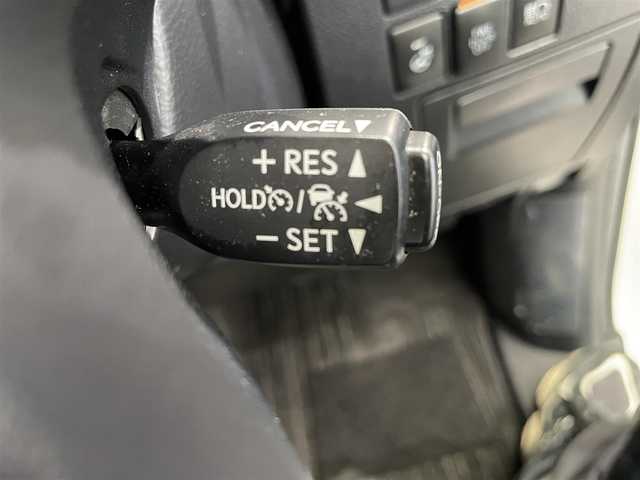 CANCEL▼
+ RES ▲
HOLD / ◀
− SET ▼